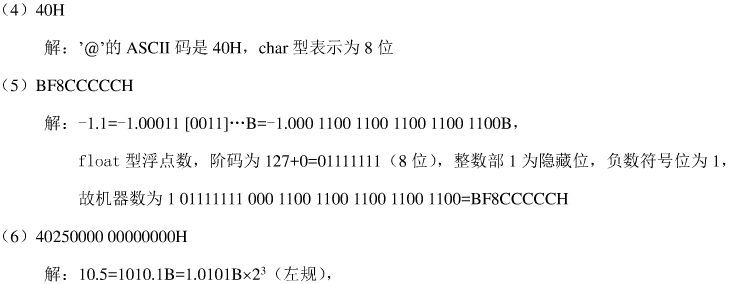 （4）40H
解：’@’的 ASCII 码是 40H，char 型表示为 8 位
（5）BF8CCCCCH
解：-1.1=-1.00011 [0011]…B=-1.000 1100 1100 1100 1100 1100B，
float 型浮点数，阶码为 127+0=01111111（8 位），整数部 1 为隐藏位，负数符号位为 1，
故机器数为 1 01111111 000 1100 1100 1100 1100 1100=BF8CCCCCH
（6）40250000 00000000H
解：10.5=1010.1B=1.0101B×2³（左规），